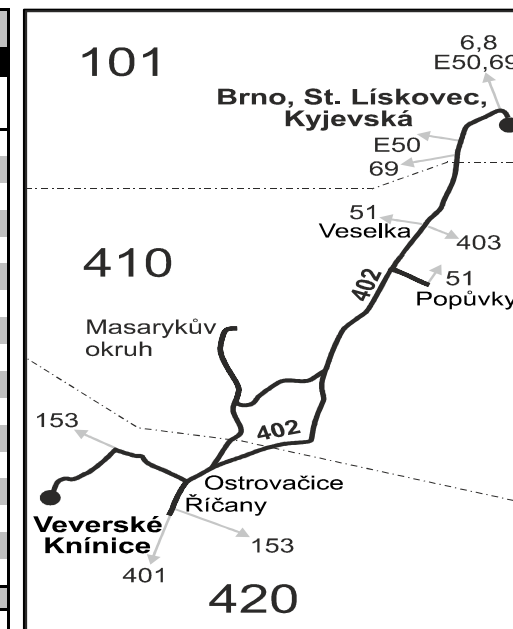 101
6,8
E50,69
Brno, St. Lískovec,
Kyjevská
E50
69
51
Veselka
403
410
402
51
Popůvky
Masarykův
okruh
402
153
Ostrovačice
Říčany
Veverské
Knínice
153
401
420